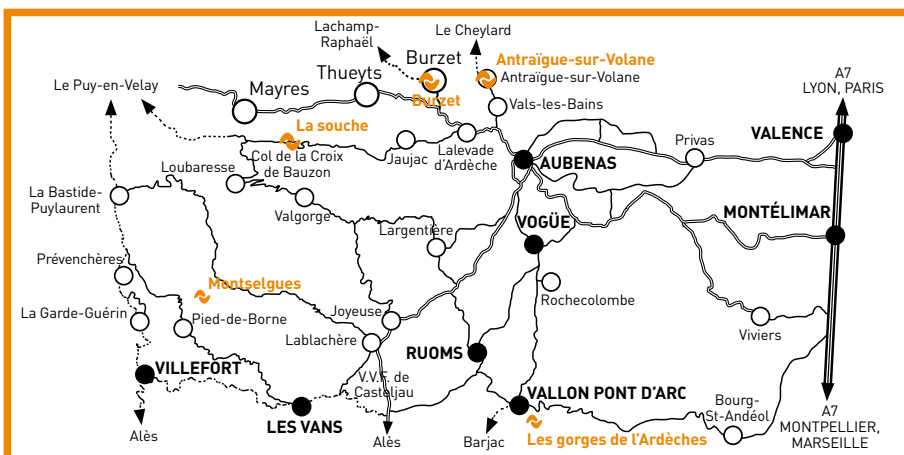 Lachamp-
Raphaël
Le Cheylard
A7
LYON, PARIS
Burzet
Antraïgue-sur-Volane
Antraïgue-sur-Volane
Thueyts
Le Puy-en-Velay
Mayres
Burzet
Vals-les-Bains
La souche
Privas
VALENCE
Jaujac
Lalevade
d'Ardèche
Loubaresse
Col de la Croix
de Bauzon
AUBENAS
La Bastide-
Puylaurent
Valgorge
Largentière
VOGÜE
MONTÉLIMAR
Prévenchères
Montselgues
Rochecolombe
La Garde-Guérin
Pied-de-Borne
Joyeuse
Lablachère
Viviers
RUOMS
VILLEFORT
V.V.F. de
Casteljau
VALLON PONT D'ARC
Bourg-
St-Andéol
LES VANS
Alès
Alès
Barjac
Les gorges de l'Ardèches
A7
MONTPELLIER,
MARSEILLE